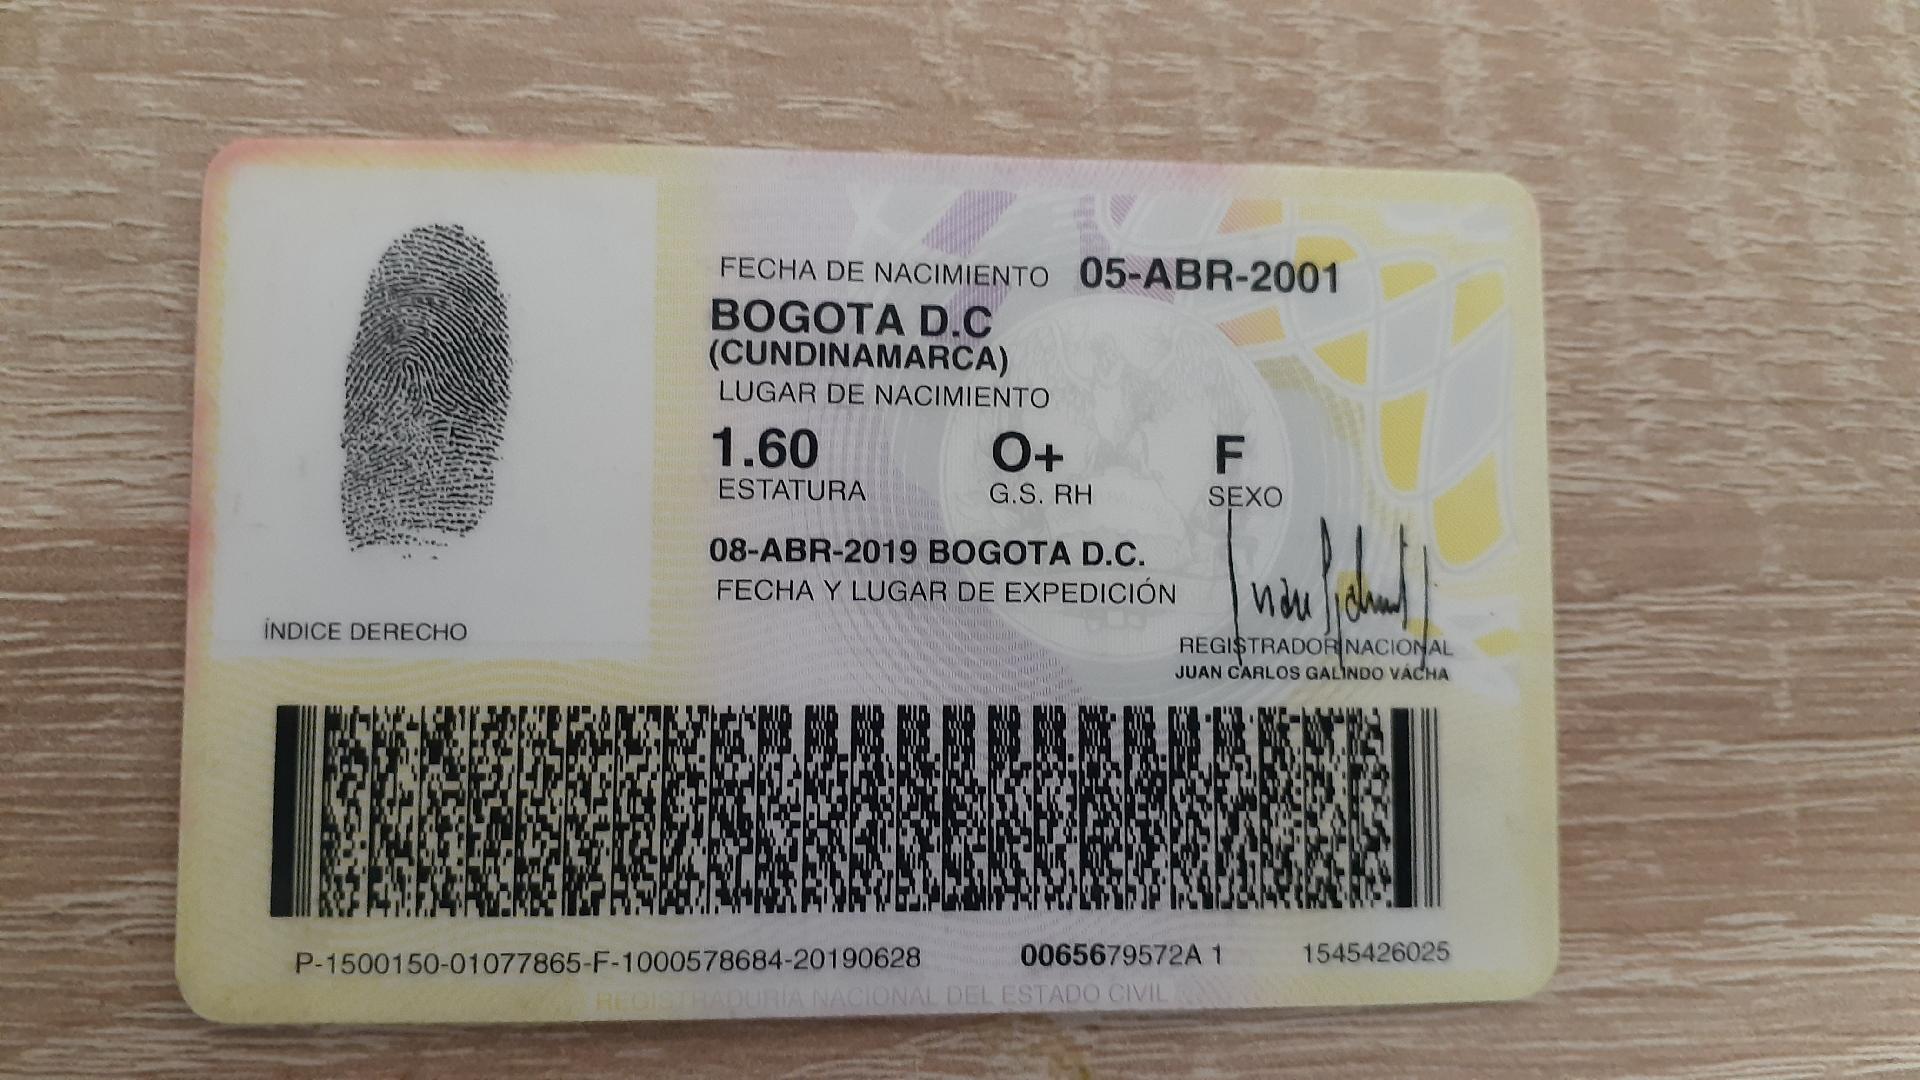 FECHA DE NACIMIENTO 05-ABR-2001
BOGOTA D.C
(CUNDINAMARCA)
LUGAR DE NACIMIENTO
1.60 O+ F
ESTATURA G.S. RH SEXO
08-ABR-2019 BOGOTA D.C.
FECHA Y LUGAR DE EXPEDICIÓN
ÍNDICE DERECHO
REGISTRADOR NACIONAL
JUAN CARLOS GALINDO VÁCHA
P-1500150-01077865-F-1000578684-20190628 0065679572A 1 1545426025
REGISTRADURÍA NACIONAL DEL ESTADO CIVIL